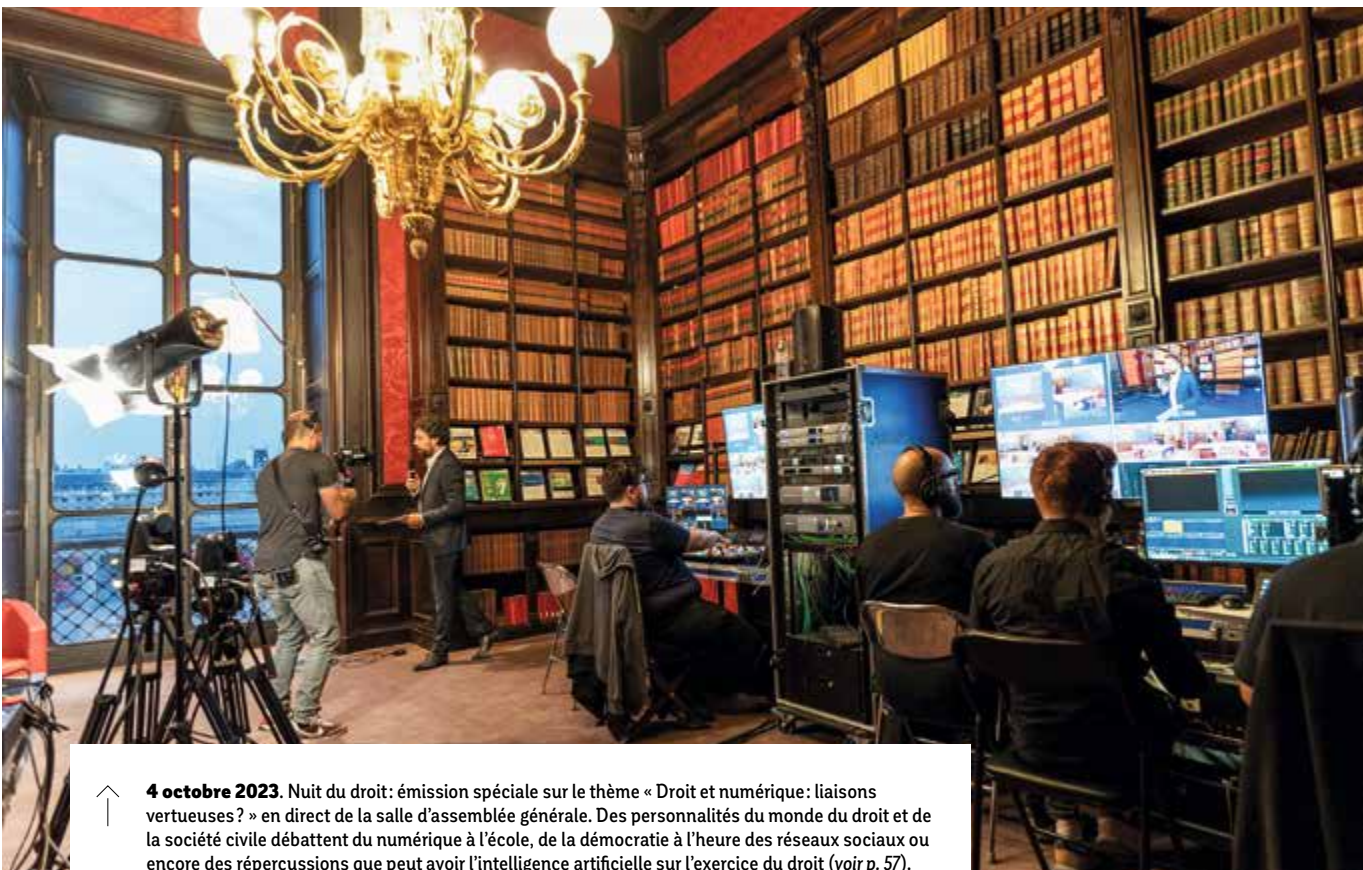 4 octobre 2023. Nuit du droit : émission spéciale sur le thème « Droit et numérique : liaisons
vertueuses ? » en direct de la salle d’assemblée générale. Des personnalités du monde du droit et de
la société civile débattent du numérique à l’école, de la démocratie à l’heure des réseaux sociaux ou
encore des répercussions que peut avoir l’intelligence artificielle sur l’exercice du droit (voir p. 57).